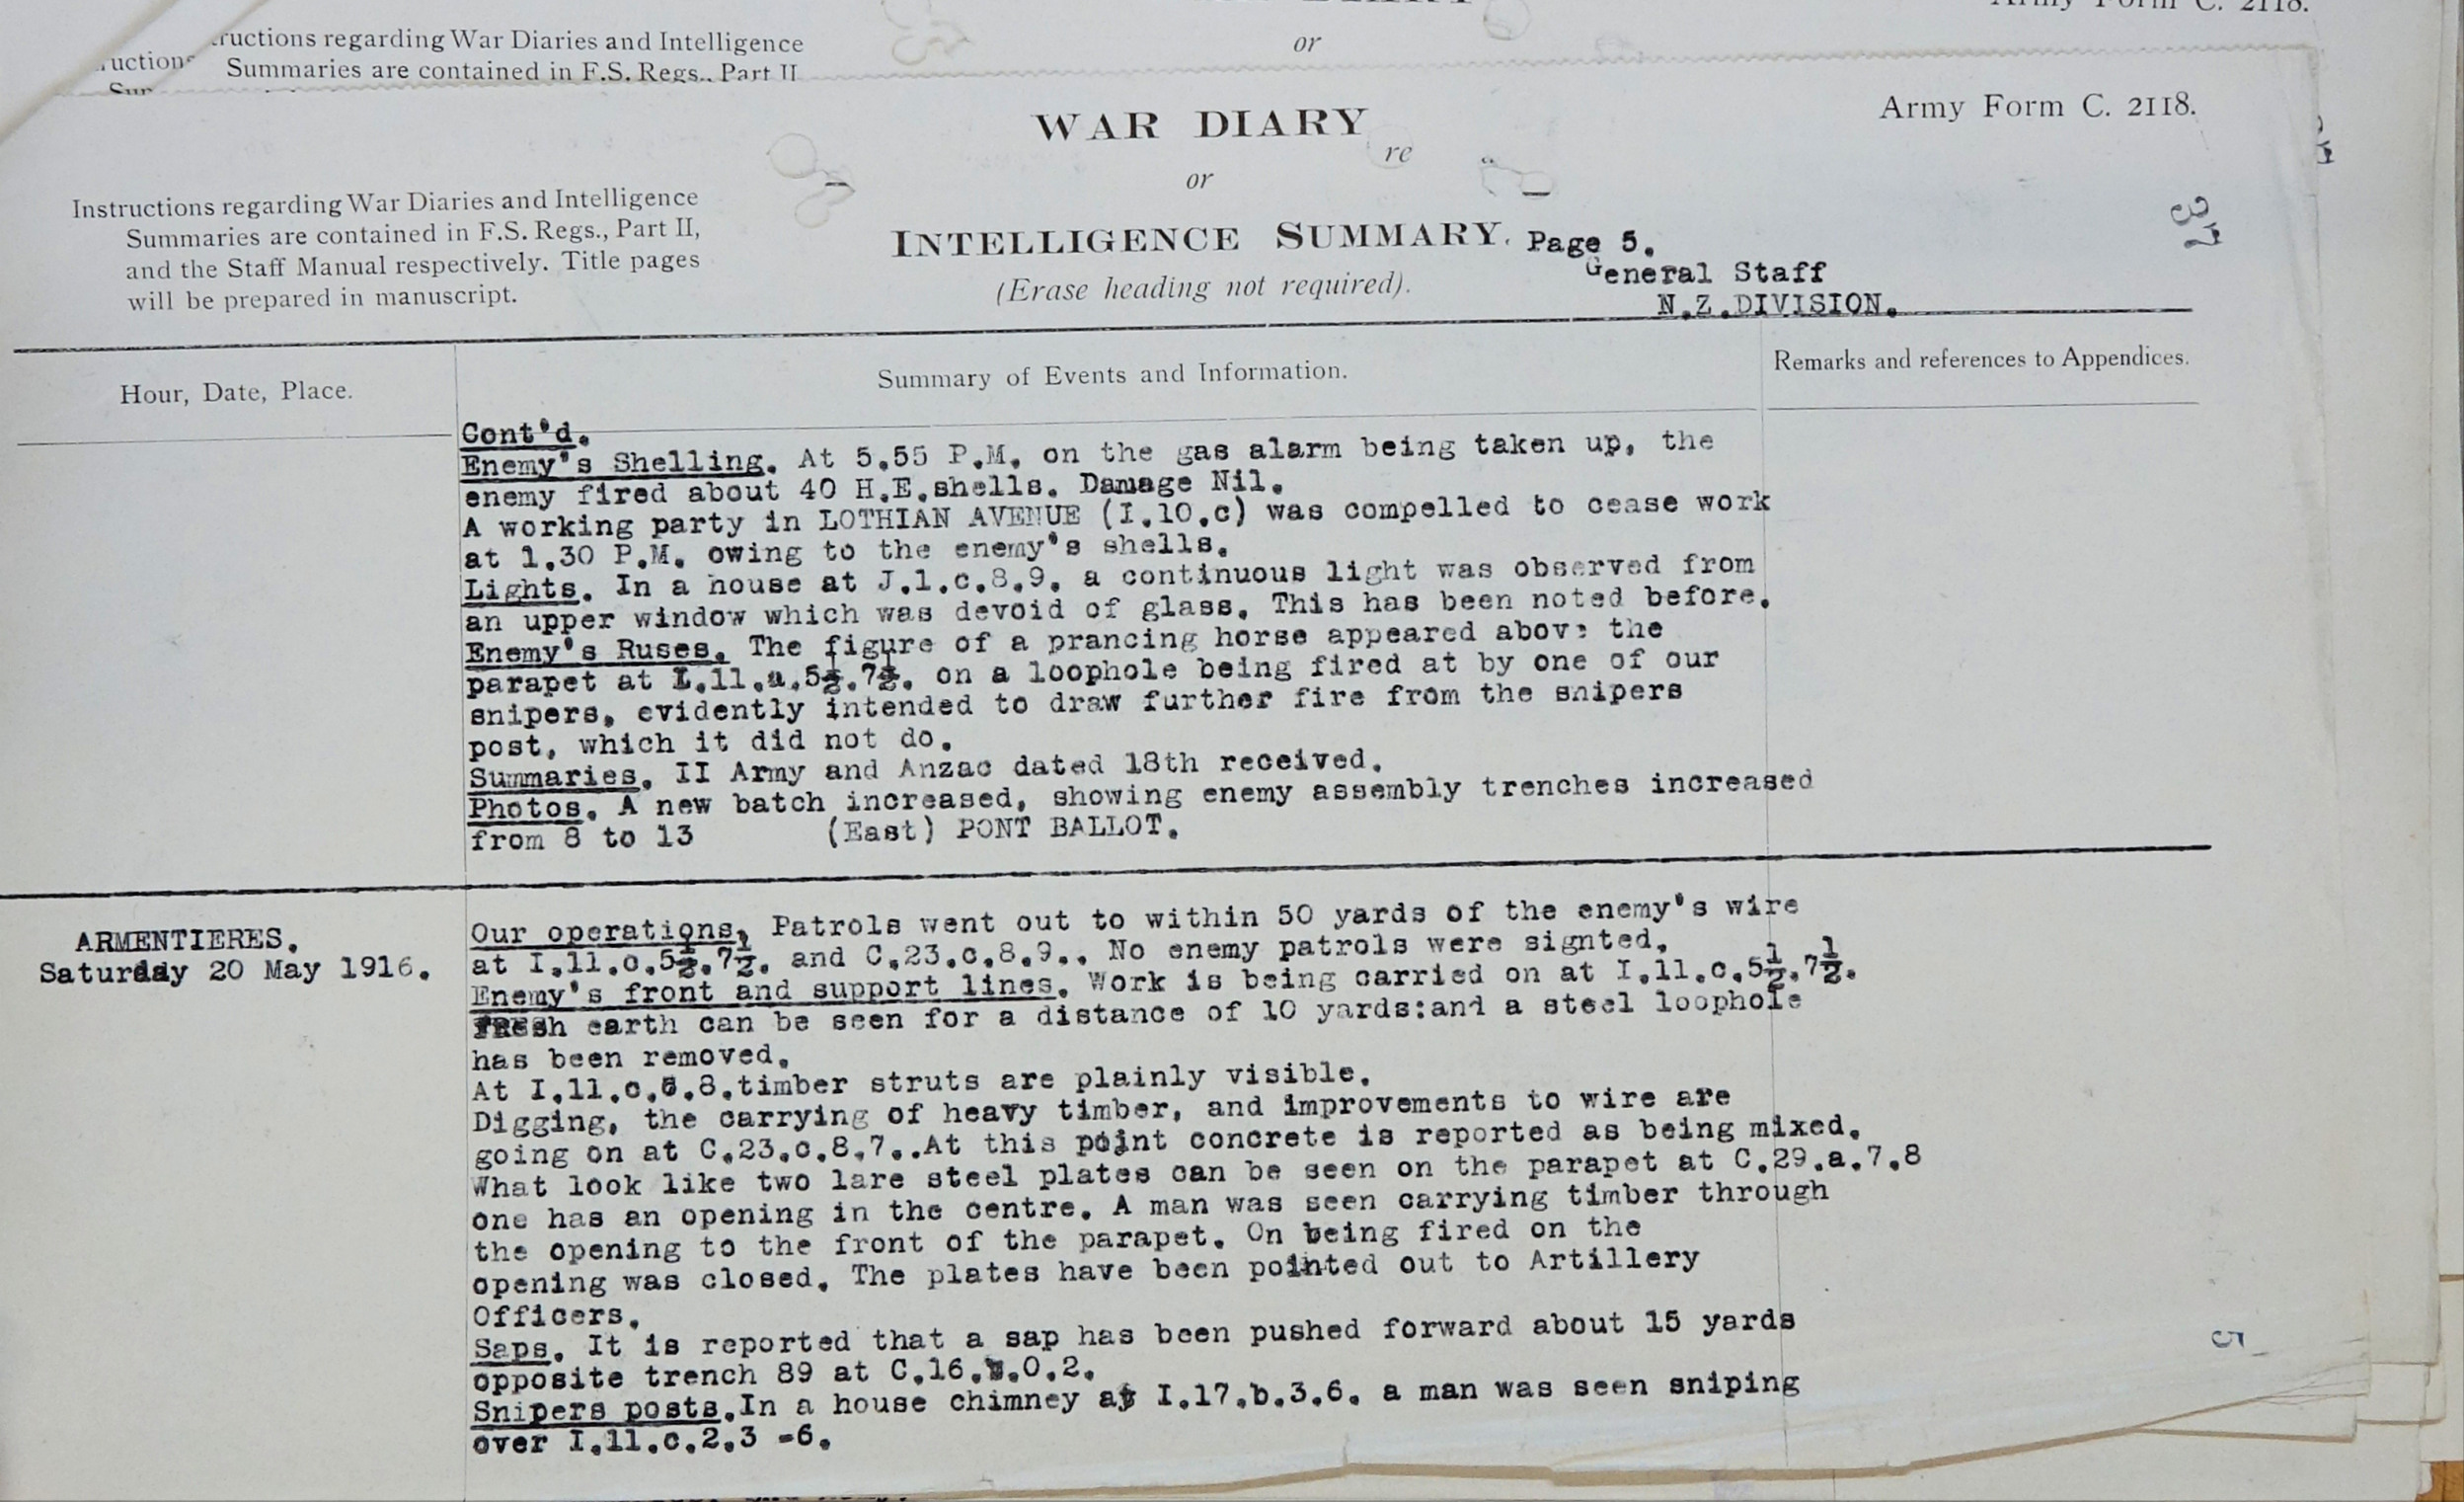 ructions regarding War Diaries and Intelligence
Summaries are contained in F.S. Regs., Part II
uctions
or
Army Form C. 2118.
WAR DIARY
or
INTELLIGENCE SUMMARY.
(Erase heading not required).
Army Form C. 2118.
37
Instructions regarding War Diaries and Intelligence
Summaries are contained in F.S. Regs., Part II,
and the Staff Manual respectively. Title pages
will be prepared in manuscript.
re
Page 5.
General Staff
N.Z.DIVISION.
Hour, Date, Place.
Summary of Events and Information.
Remarks and references to Appendices.
Cont'd.
Enemy's Shelling. At 5.55 P.M. on the gas alarm being taken up, the
enemy fired about 40 H.E.shells. Damage Nil.
A working party in LOTHIAN AVENUE (I.10.c) was compelled to cease work
at 1.30 P.M. owing to the enemy's shells.
Lights. In a house at J.1.c.8.9. a continuous light was observed from
an upper window which was devoid of glass. This has been noted before.
Enemy's Ruses. The figure of a prancing horse appeared above the
parapet at I.11.a.5½.7½. on a loophole being fired at by one of our
snipers, evidently intended to draw further fire from the snipers
post, which it did not do.
Summaries. II Army and Anzac dated 18th received.
Photos. A new batch increased, showing enemy assembly trenches increased
from 8 to 13 (East) PONT BALLOT.
ARMENTIERES.
Saturday 20 May 1916.
Our operations. Patrols went out to within 50 yards of the enemy's wire
at I.11.c.5½.7½. and C.23.c.8.9.. No enemy patrols were signted.
Enemy's front and support lines. Work is being carried on at I.11.c.5½.7½.
fresh earth can be seen for a distance of 10 yards:and a steel loophole
has been removed.
At I.11.c.6.8.timber struts are plainly visible.
Digging, the carrying of heavy timber, and improvements to wire are
going on at C.23.c.8.7..At this point concrete is reported as being mixed.
What look like two lare steel plates can be seen on the parapet at C.29.a.7.8
one has an opening in the centre. A man was seen carrying timber through
the opening to the front of the parapet. On being fired on the
opening was closed. The plates have been pointed out to Artillery
Officers.
Saps. It is reported that a sap has been pushed forward about 15 yards
opposite trench 89 at C.16. .0.2.
Snipers posts.In a house chimney at I.17.b.3.6. a man was seen sniping
over I.11.c.2.3 -6.
5